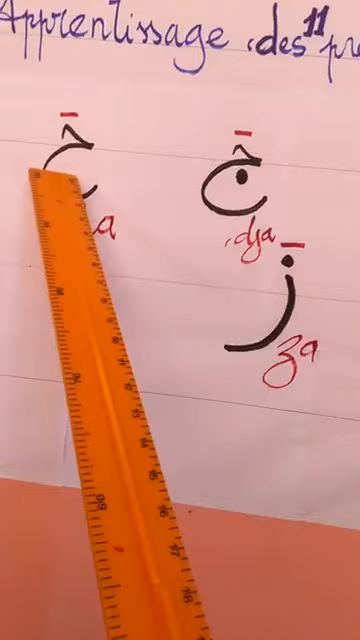 Apprentissage des 11
جَ
dja
زَ
za